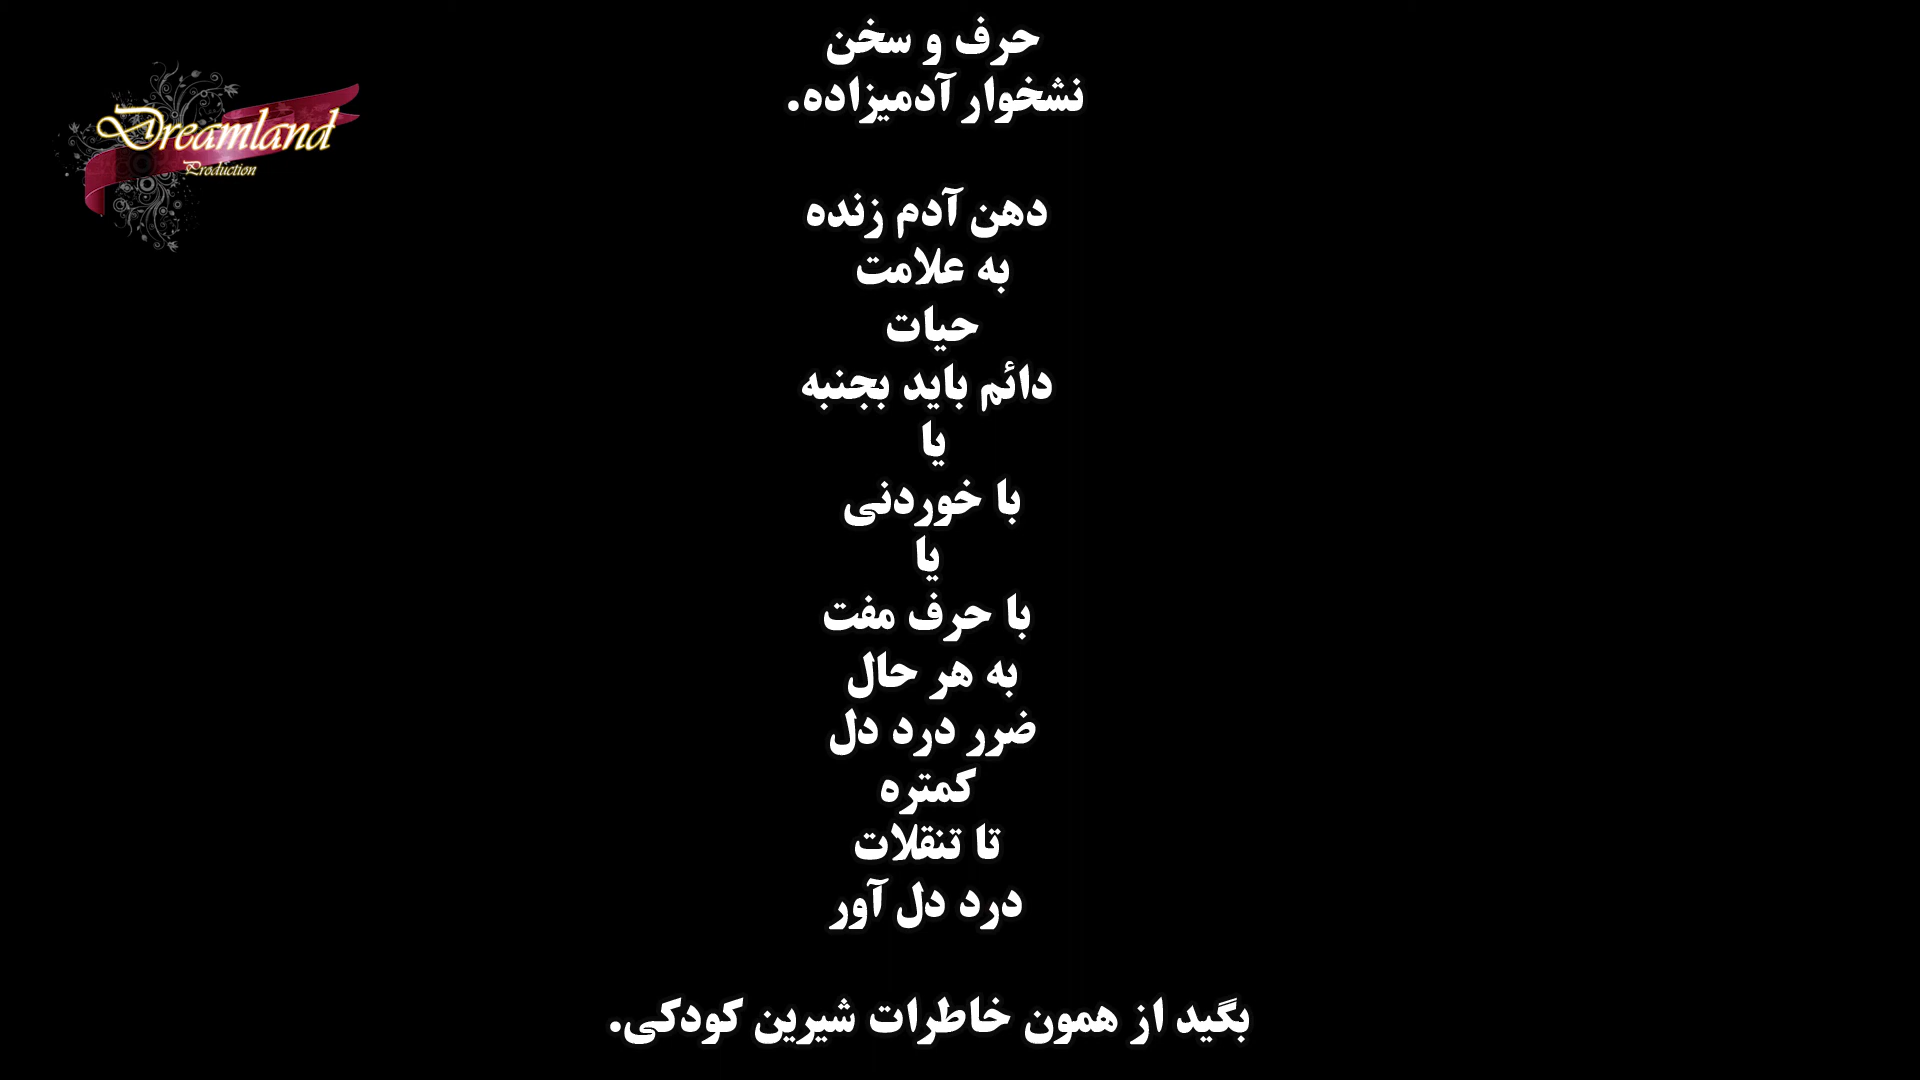 حرف و سخن
نشخوار آدمیزاده.
Dreamland
Production
دهن آدم زنده
به علامت
حیات
دائم باید بجنبه
یا
با خوردنی
یا
با حرف مفت
به هر حال
ضرر درد دل
کمتره
تا تنقلات
درد دل آور
بگید از همون خاطرات شیرین کودکی.